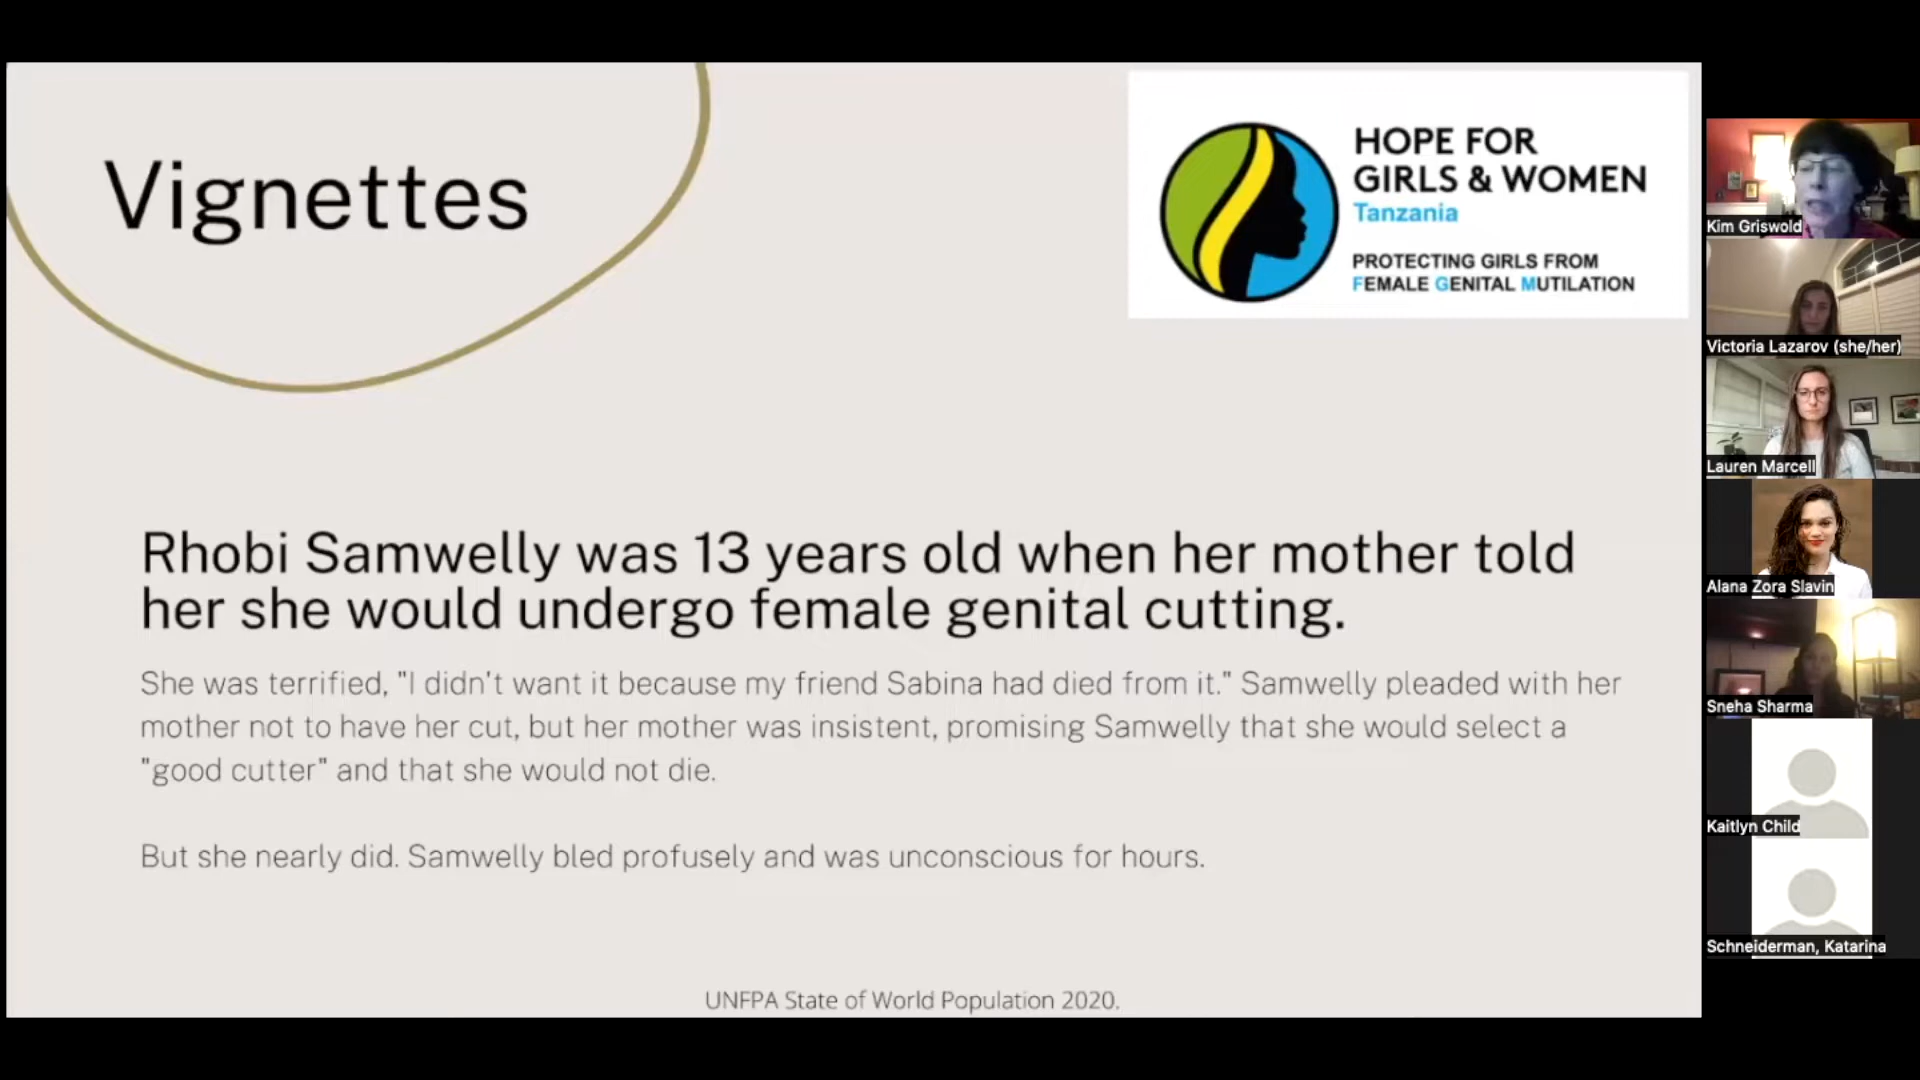 Vignettes
HOPE FOR
GIRLS & WOMEN
Tanzania
PROTECTING GIRLS FROM
FEMALE GENITAL MUTILATION
Rhobi Samwelly was 13 years old when her mother told
her she would undergo female genital cutting.
She was terrified, "I didn't want it because my friend Sabina had died from it." Samwelly pleaded with her
mother not to have her cut, but her mother was insistent, promising Samwelly that she would select a
"good cutter" and that she would not die.
But she nearly did. Samwelly bled profusely and was unconscious for hours.
UNFPA State of World Population 2020.
Kim Griswold
Victoria Lazarov (she/her)
Lauren Marcell
Alana Zora Slavin
Sneha Sharma
Kaitlyn Child
Schneiderman, Katarina